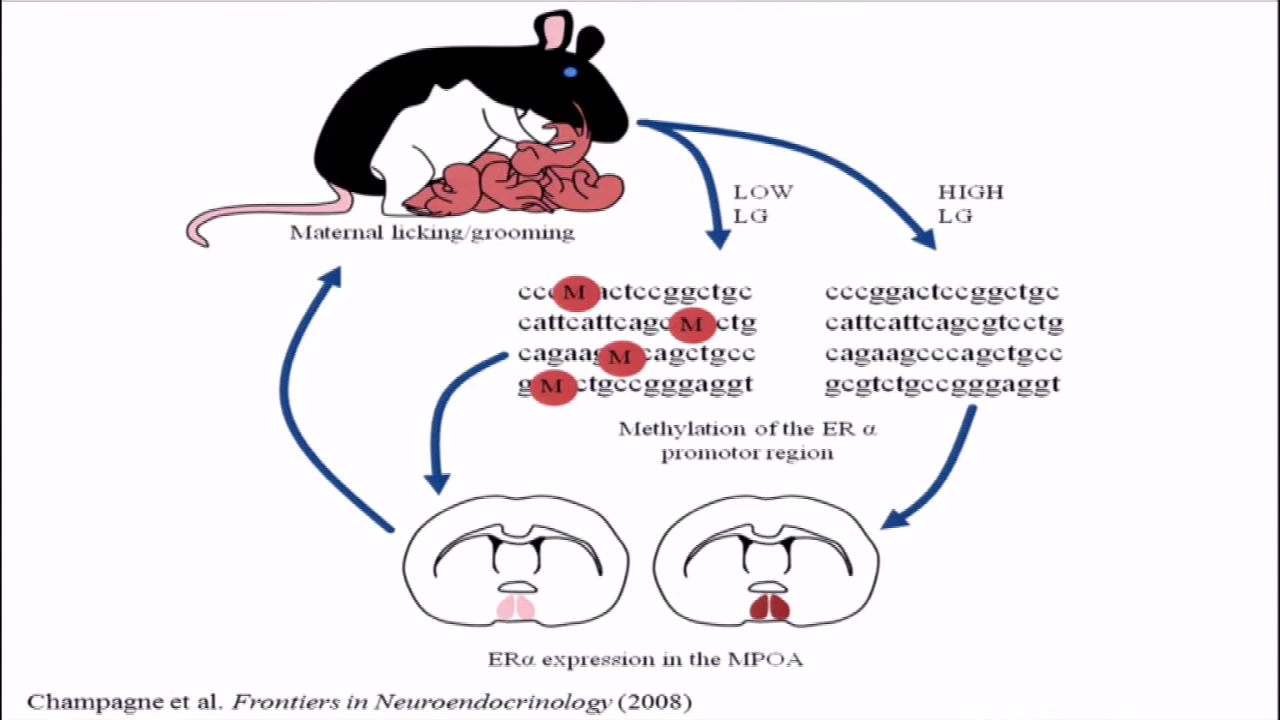 LOW
LG
HIGH
LG
Maternal licking/grooming
ccc M actccggctgc
cattcattcagc M ctg
cagaag M cagctgcc
g M ctgccgggaggt
cccggactccggctgc
cattcattcagcgtcctg
cagaagcccagctgcc
gcgtctgccgggaggt
Methylation of the ER α
promotor region
ERα expression in the MPOA
Champagne et al. Frontiers in Neuroendocrinology (2008)